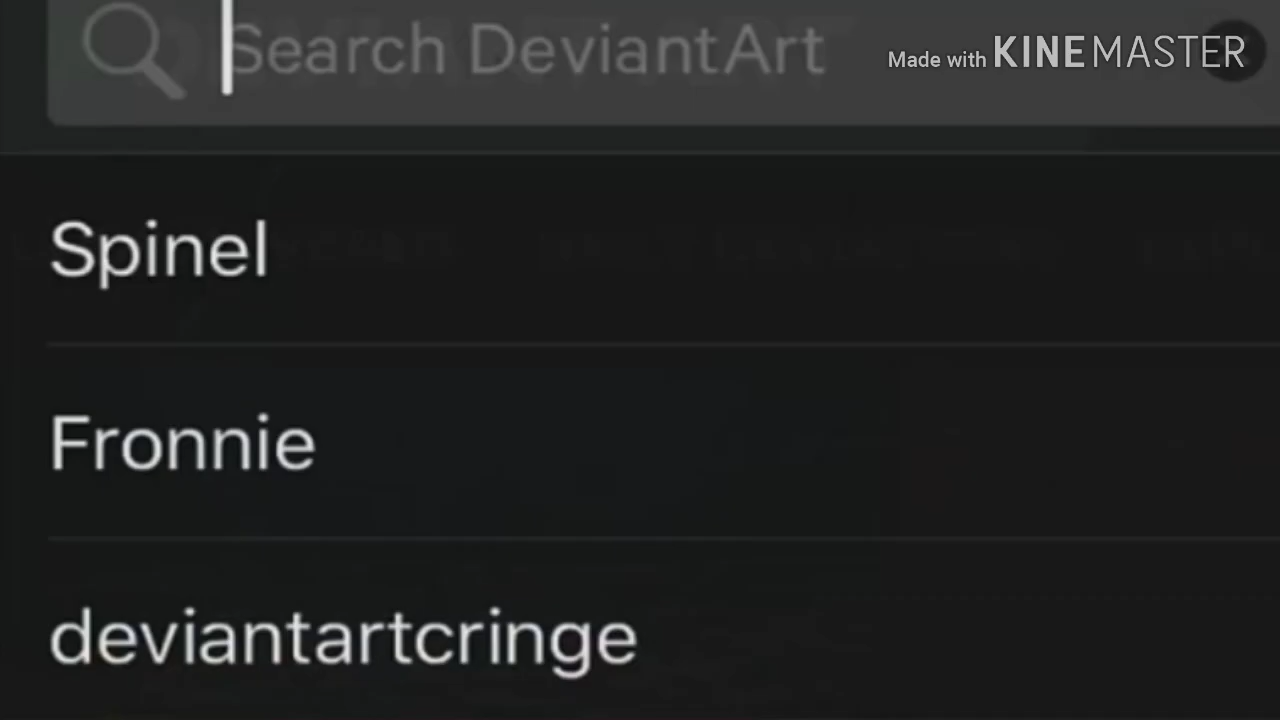 Search DeviantArt
Made with KINEMASTER
Spinel
Fronnie
deviantartcringe